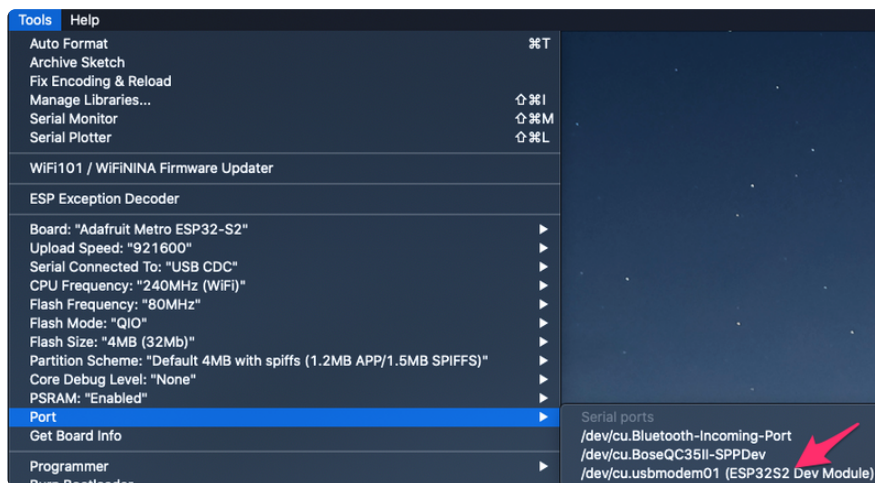 Tools Help
Auto Format ⌘T
Archive Sketch
Fix Encoding & Reload
Manage Libraries... ⇧⌘I
Serial Monitor ⇧⌘M
Serial Plotter ⇧⌘L
WiFi101 / WiFiNINA Firmware Updater
ESP Exception Decoder
Board: "Adafruit Metro ESP32-S2"
Upload Speed: "921600"
Serial Connected To: "USB CDC"
CPU Frequency: "240MHz (WiFi)"
Flash Frequency: "80MHz"
Flash Mode: "QIO"
Flash Size: "4MB (32Mb)"
Partition Scheme: "Default 4MB with spiffs (1.2MB APP/1.5MB SPIFFS)"
Core Debug Level: "None"
PSRAM: "Enabled"
Port
Get Board Info
Programmer
Burn Bootloader
Serial ports
/dev/cu.Bluetooth-Incoming-Port
/dev/cu.BoseQC35II-SPPDev
/dev/cu.usbmodem01 (ESP32S2 Dev Module)